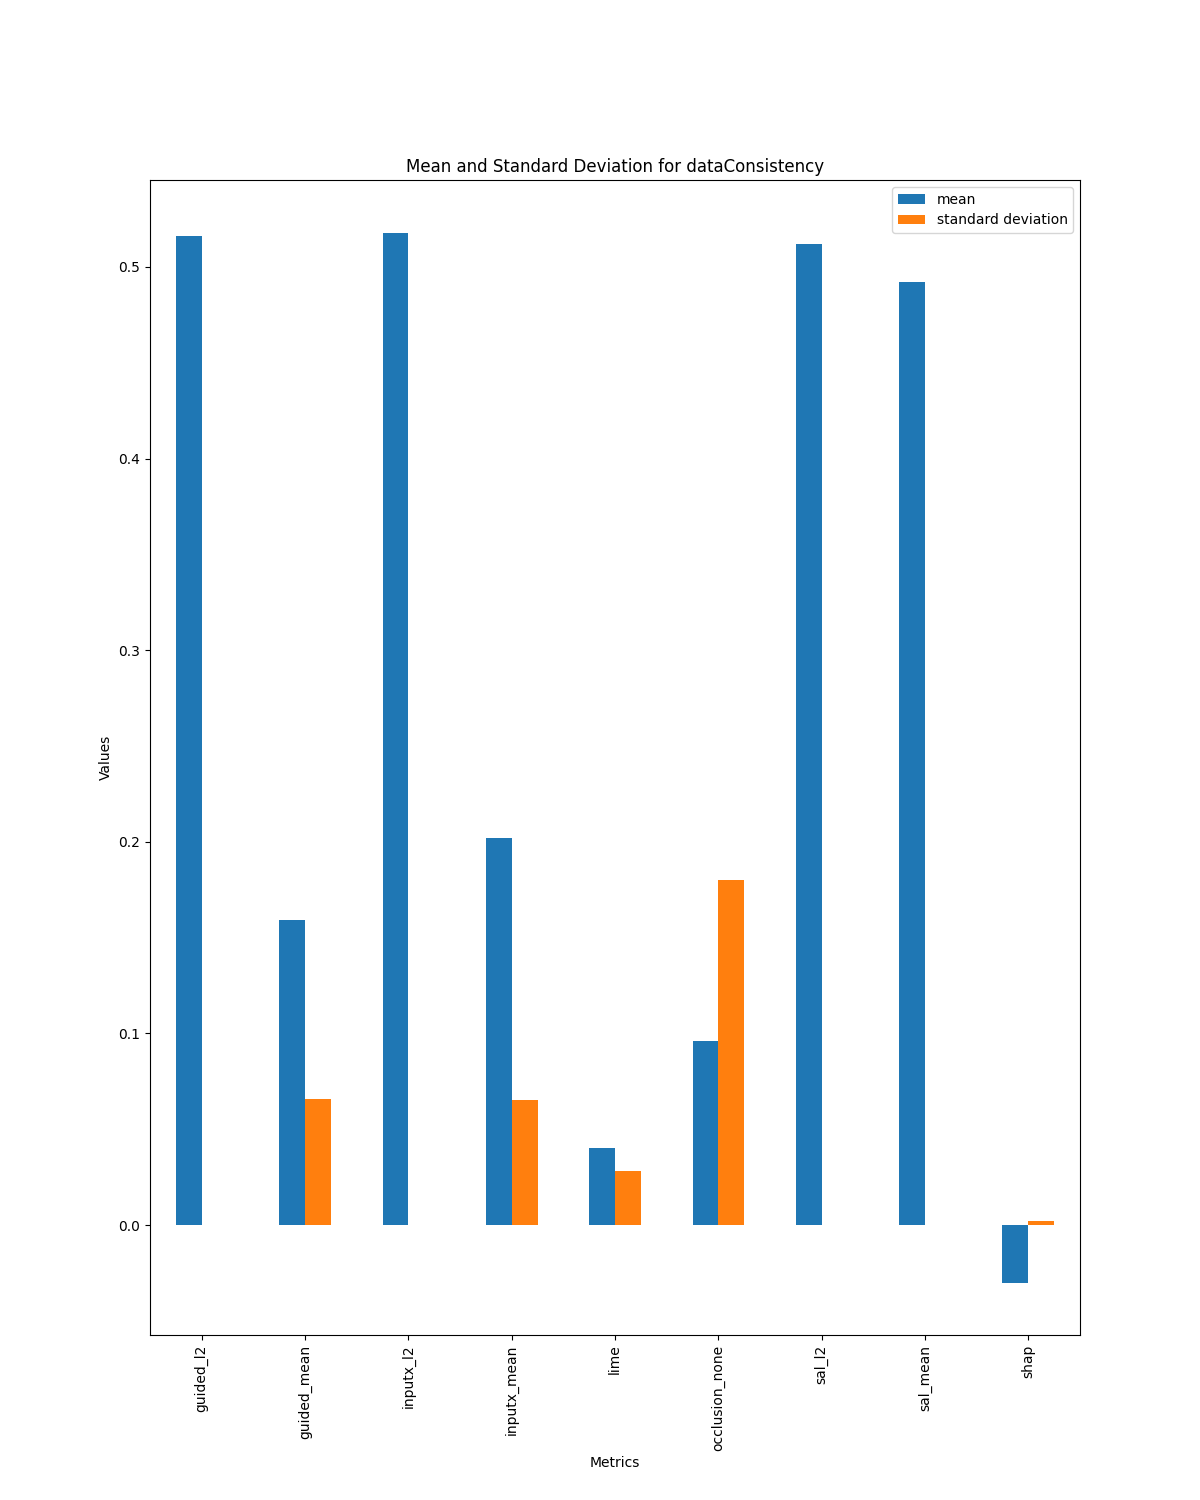 Mean and Standard Deviation for dataConsistency
mean
standard deviation
0.5
0.4
0.3
0.2
0.1
0.0
Values
guided_l2
guided_mean
inputx_l2
inputx_mean
lime
occlusion_none
sal_l2
sal_mean
shap
Metrics